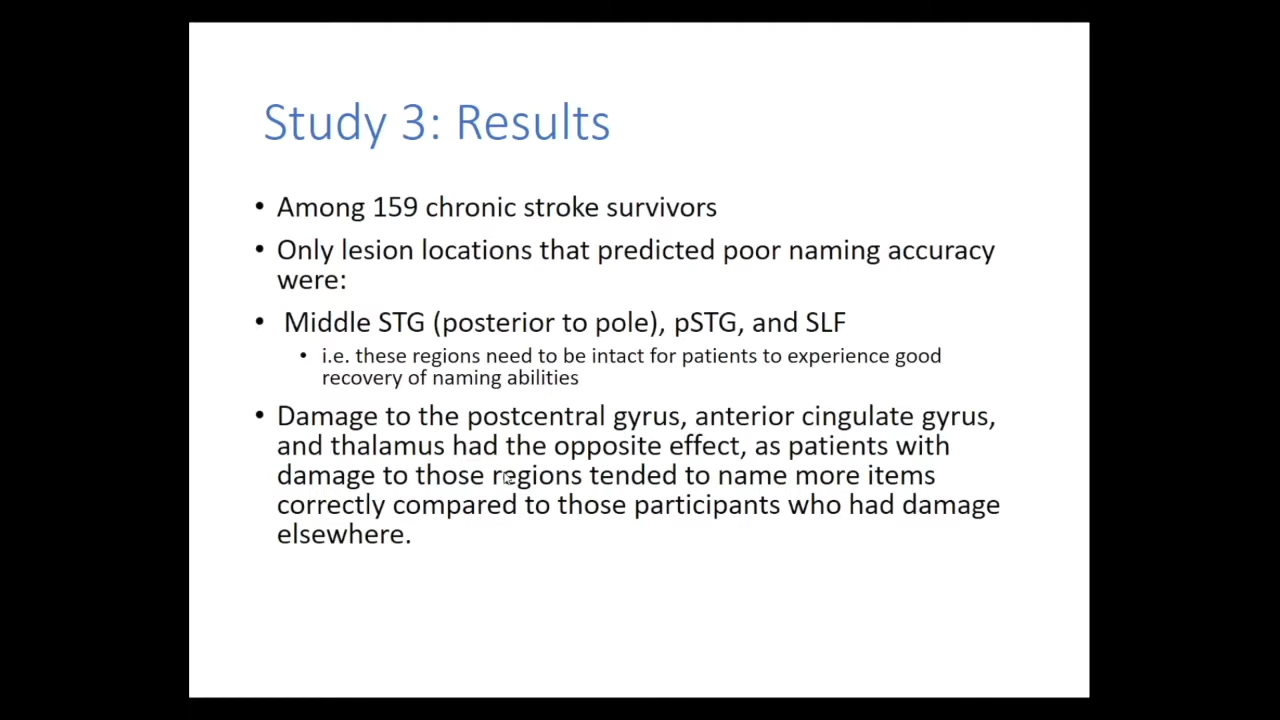 Study 3: Results
• Among 159 chronic stroke survivors
• Only lesion locations that predicted poor naming accuracy
were:
• Middle STG (posterior to pole), pSTG, and SLF
• i.e. these regions need to be intact for patients to experience good
recovery of naming abilities
• Damage to the postcentral gyrus, anterior cingulate gyrus,
and thalamus had the opposite effect, as patients with
damage to those regions tended to name more items
correctly compared to those participants who had damage
elsewhere.